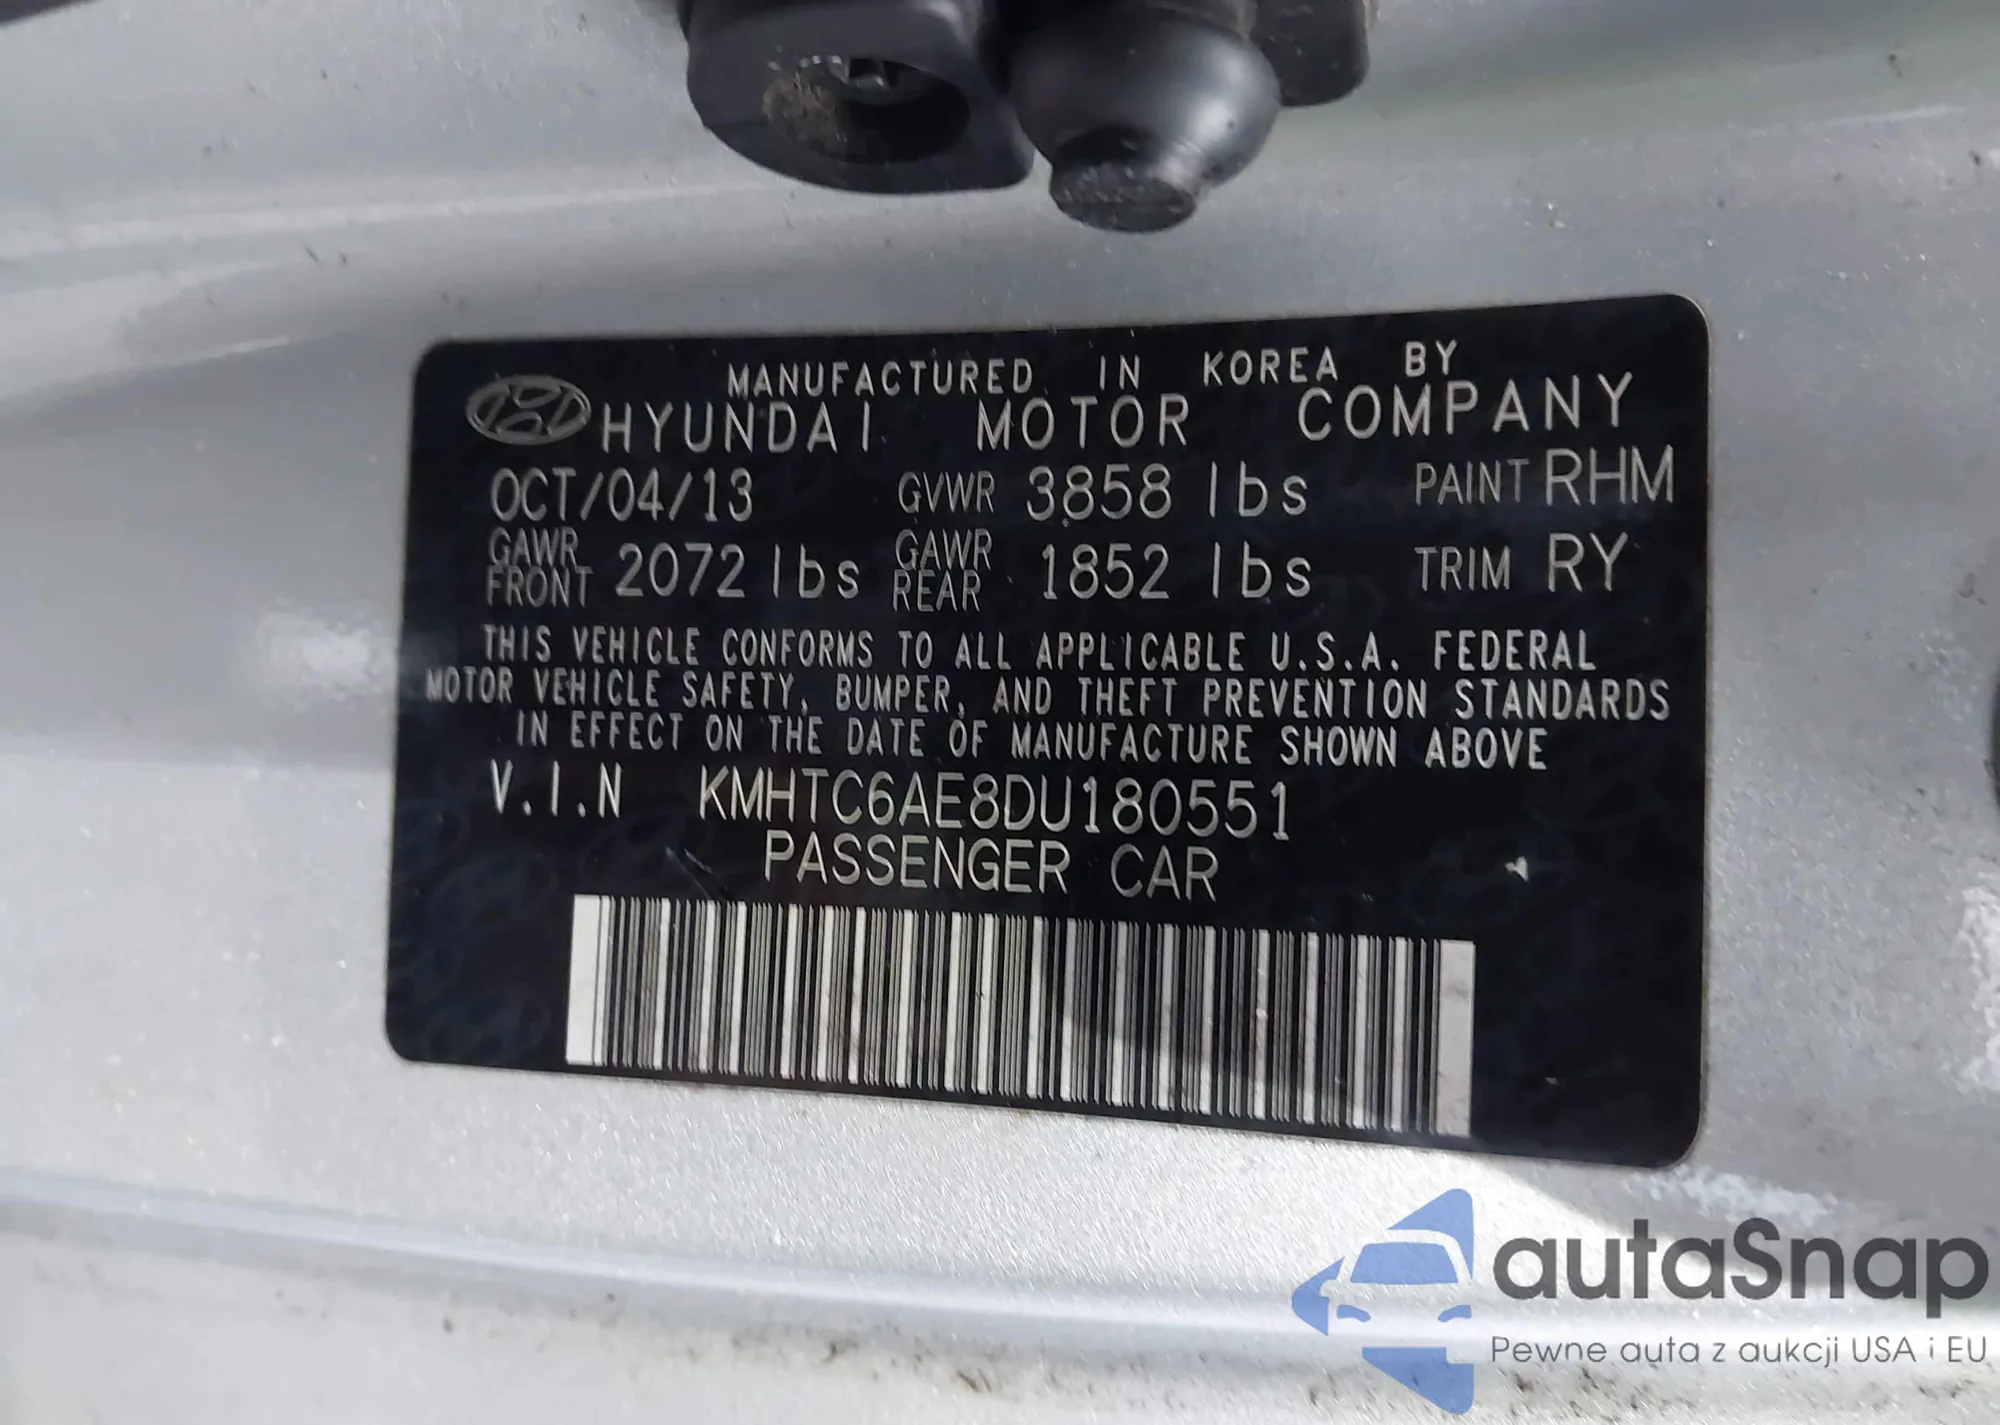 MANUFACTURED IN KOREA BY
HYUNDAI MOTOR COMPANY
OCT/04/13 GVWR 3858 lbs PAINT RHM
GAWR FRONT 2072 lbs GAWR REAR 1852 lbs TRIM RY
THIS VEHICLE CONFORMS TO ALL APPLICABLE U.S.A. FEDERAL
MOTOR VEHICLE SAFETY, BUMPER, AND THEFT PREVENTION STANDARDS
IN EFFECT ON THE DATE OF MANUFACTURE SHOWN ABOVE
V.I.N KMHTC6AE8DU180551
PASSENGER CAR
autaSnap
Pewne auta z aukcji USA i EU